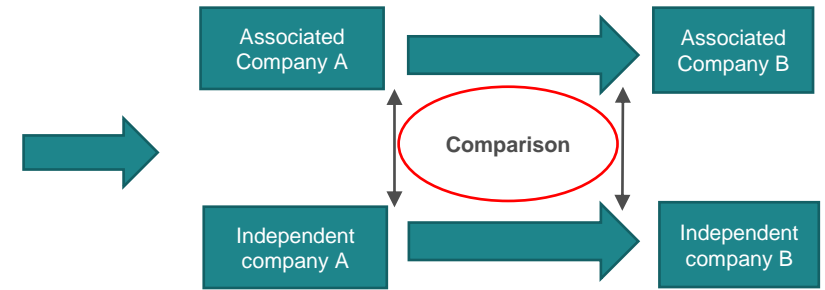 Associated
Company A
Associated
Company B
Comparison
Independent
company A
Independent
company B